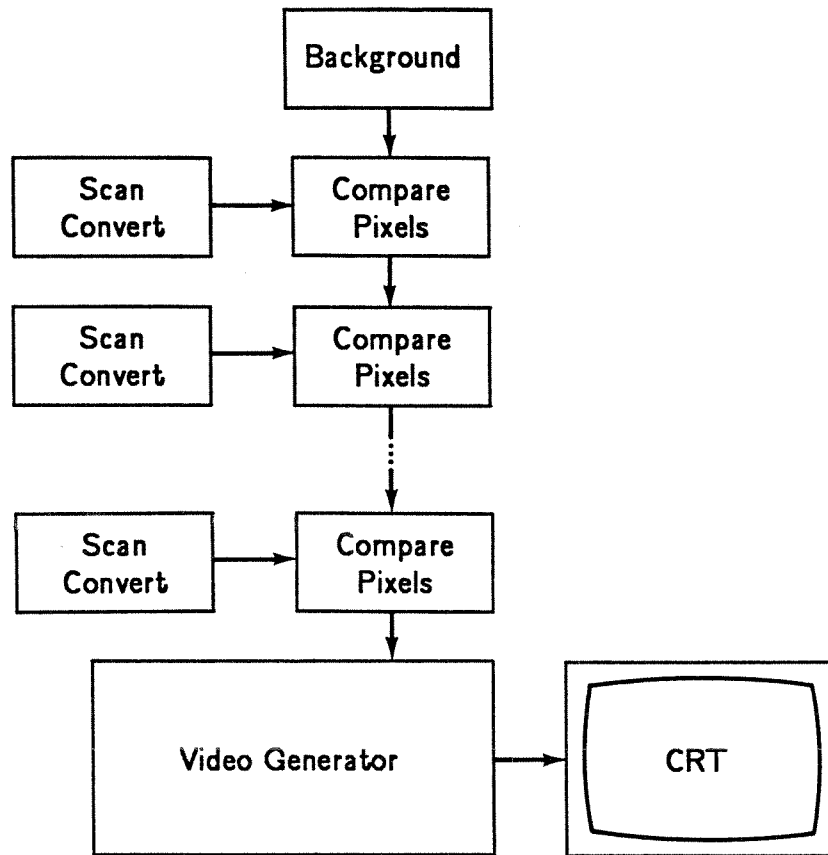 Background
Scan
Convert
Compare
Pixels
Scan
Convert
Compare
Pixels
Scan
Convert
Compare
Pixels
Video Generator
CRT